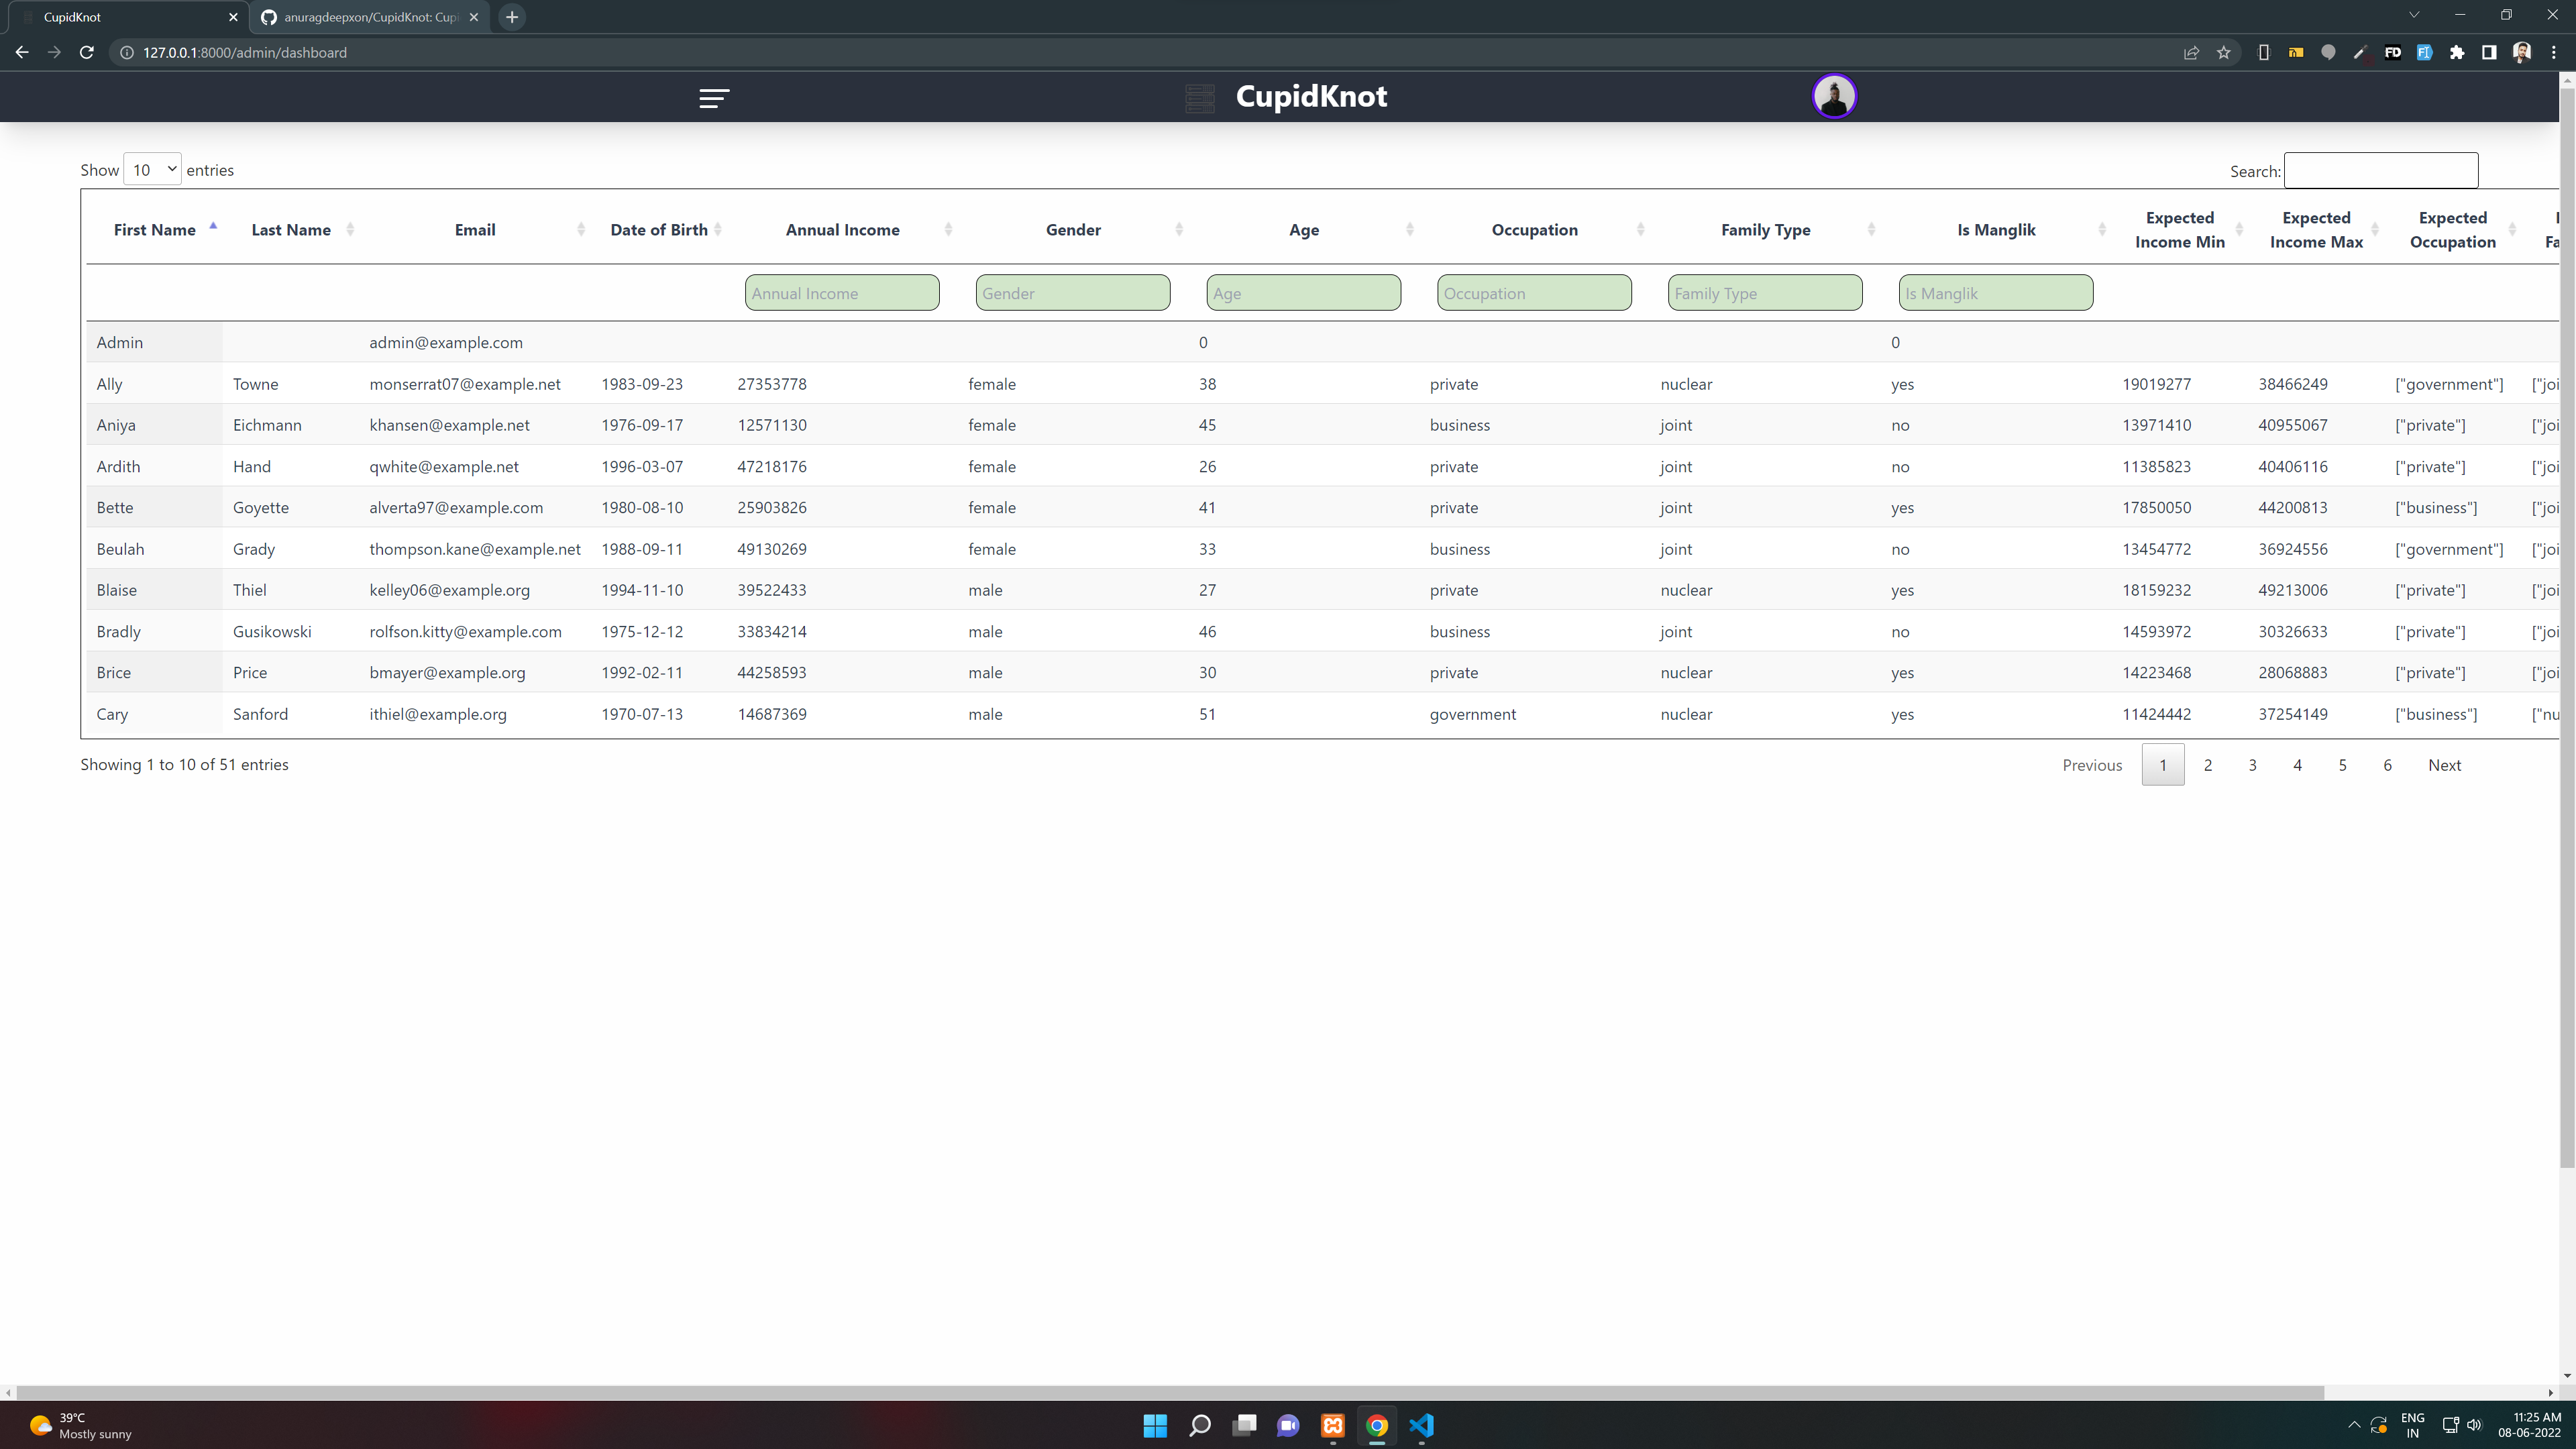 CupidKnot
anuragdeepxon/CupidKnot: Cup
127.0.0.1:8000/admin/dashboard
FD
CupidKnot
Show 10 entries
Search:
First Name Last Name Email Date of Birth Annual Income Gender Age Occupation Family Type Is Manglik Expected Income Min Expected Income Max Expected Occupation
Annual Income Gender Age Occupation Family Type Is Manglik
Admin admin@example.com 0 0
Ally Towne monserrat07@example.net 1983-09-23 27353778 female 38 private nuclear yes 19019277 38466249 ["government"] ["joi
Aniya Eichmann khansen@example.net 1976-09-17 12571130 female 45 business joint no 13971410 40955067 ["private"] ["joi
Ardith Hand qwhite@example.net 1996-03-07 47218176 female 26 private joint no 11385823 40406116 ["private"] ["joi
Bette Goyette alverta97@example.com 1980-08-10 25903826 female 41 private joint yes 17850050 44200813 ["business"] ["joi
Beulah Grady thompson.kane@example.net 1988-09-11 49130269 female 33 business joint no 13454772 36924556 ["government"] ["joi
Blaise Thiel kelley06@example.org 1994-11-10 39522433 male 27 private nuclear yes 18159232 49213006 ["private"] ["joi
Bradly Gusikowski rolfson.kitty@example.com 1975-12-12 33834214 male 46 business joint no 14593972 30326633 ["private"] ["joi
Brice Price bmayer@example.org 1992-02-11 44258593 male 30 private nuclear yes 14223468 28068883 ["private"] ["joi
Cary Sanford ithiel@example.org 1970-07-13 14687369 male 51 government nuclear yes 11424442 37254149 ["business"] ["nu
Showing 1 to 10 of 51 entries
Previous 1 2 3 4 5 6 Next
39°C
Mostly sunny
ENG
IN
11:25 AM
08-06-2022